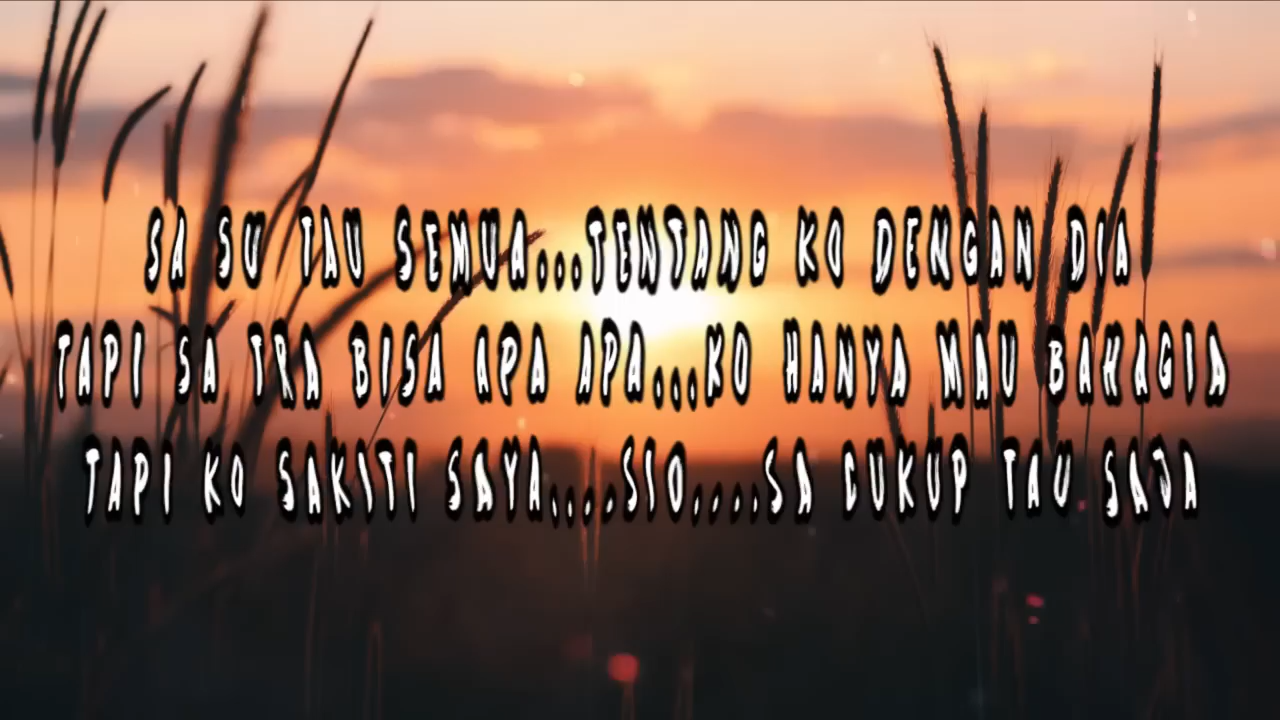 SA SU TAU SEMUA...TENTANG KO DENGAN DIA
TAPI SA TRA BISA APA APA...KO HANYA MAU BAHAGIA
TAPI KO SAKITI SAYA....SIO....SA CUKUP TAU SAJA